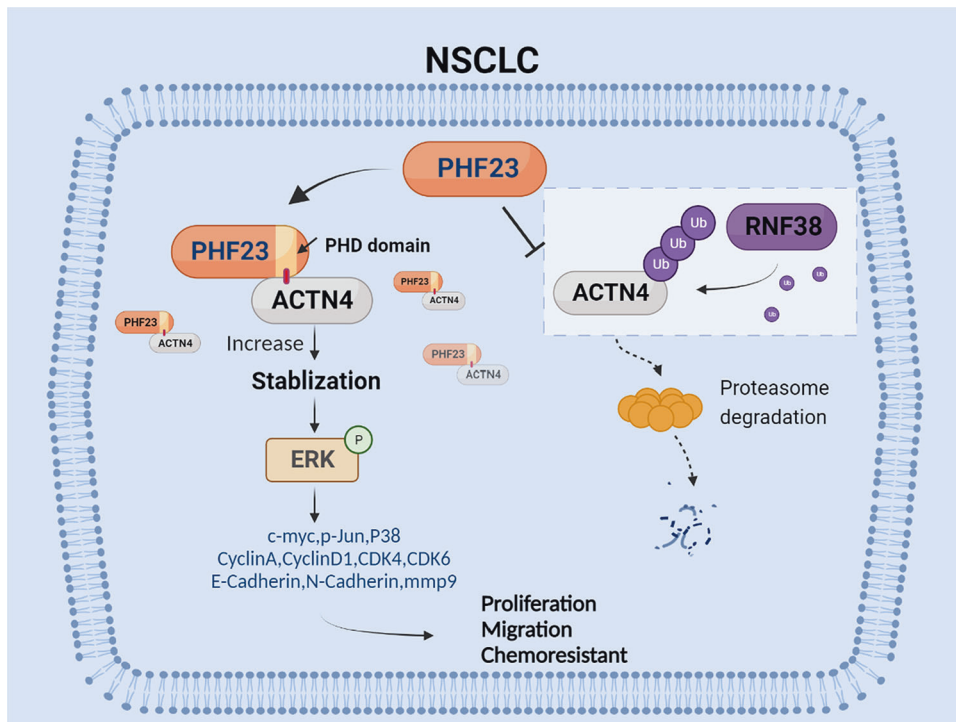 NSCLC
PHF23
PHF23
PHD domain
ACTN4
PHF23
ACTN4
PHF23
ACTN4
PHF23
ACTN4
Increase
Stablization
ERK
P
c-myc,p-Jun,P38
CyclinA,CyclinD1,CDK4,CDK6
E-Cadherin,N-Cadherin,mmp9
Proliferation
Migration
Chemoresistant
RNF38
Ub
Ub
Ub
ACTN4
Ub
Ub
Ub
Proteasome
degradation